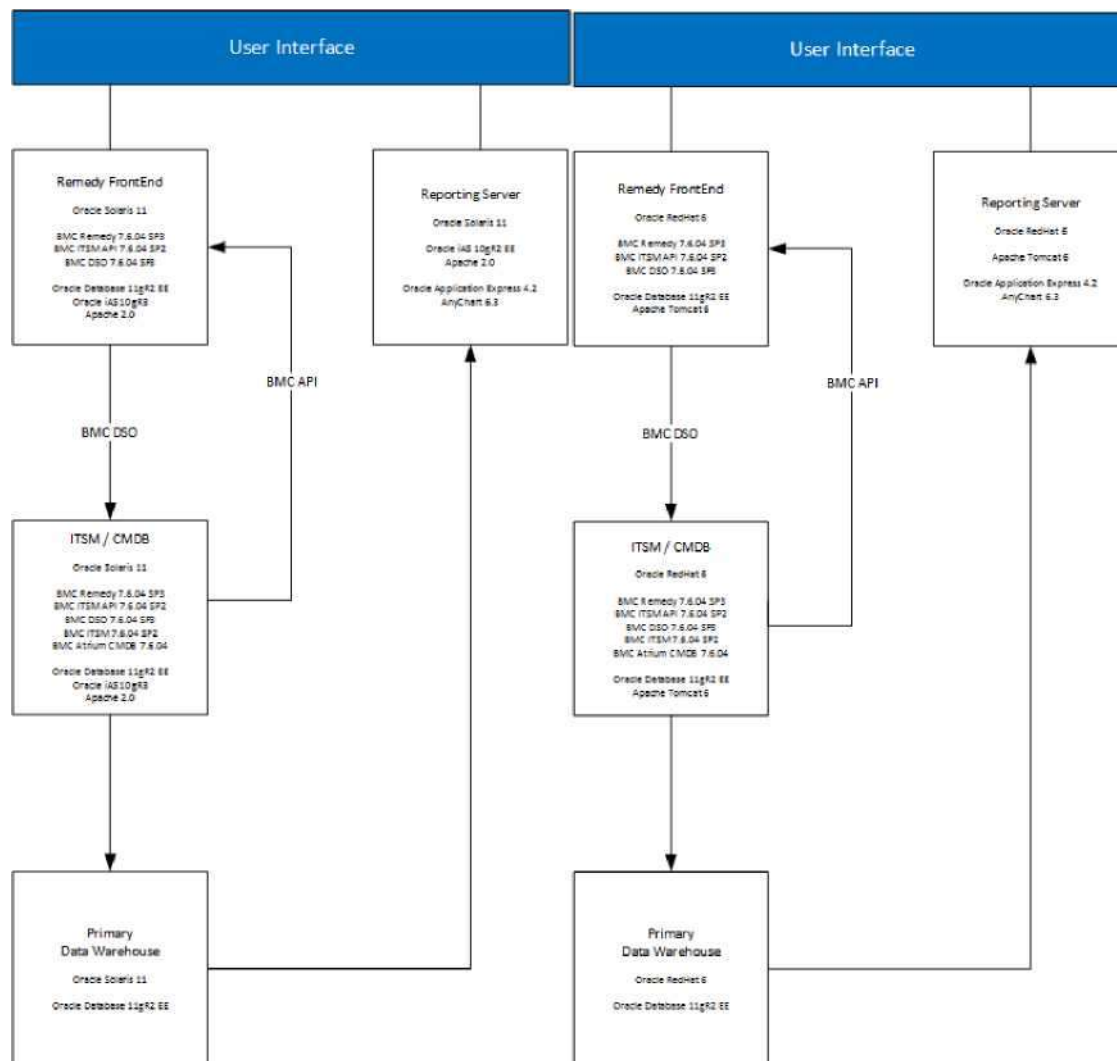 User Interface
Remedy FrontEnd
Oracle Solaris 11
BMC Remedy 7.6.04 SP3
BMC ITSM API 7.6.04 SP2
BMC DSO 7.6.04 SP3
Oracle Database 11gR2 EE
Oracle iAS10gR3
Apache 2.0
Reporting Server
Oracle Solaris 11
Oracle iAS 10gR2 EE
Apache 2.0
Oracle Application Express 4.2
AnyChart 6.3
BMC API
BMC DSO
ITSM / CMDB
Oracle Solaris 11
BMC Remedy 7.6.04 SP3
BMC ITSM API 7.6.04 SP2
BMC DSO 7.6.04 SP3
BMC ITSM 7.6.04 SP2
BMC Atrium CMDB 7.6.04
Oracle Database 11gR2 EE
Oracle iAS10gR3
Apache 2.0
Primary
Data Warehouse
Oracle Solaris 11
Oracle Database 11gR2 EE
User Interface
Remedy FrontEnd
Oracle RedHat 6
BMC Remedy 7.6.04 SP3
BMC ITSM API 7.6.04 SP2
BMC DSO 7.6.04 SP3
Oracle Database 11gR2 EE
Apache Tomcat 6
Reporting Server
Oracle RedHat 6
Apache Tomcat 6
Oracle Application Express 4.2
AnyChart 6.3
BMC API
BMC DSO
ITSM / CMDB
Oracle RedHat 6
BMC Remedy 7.6.04 SP3
BMC ITSM API 7.6.04 SP2
BMC DSO 7.6.04 SP3
BMC ITSM 7.6.04 SP2
BMC Atrium CMDB 7.6.04
Oracle Database 11gR2 EE
Apache Tomcat 6
Primary
Data Warehouse
Oracle RedHat 6
Oracle Database 11gR2 EE